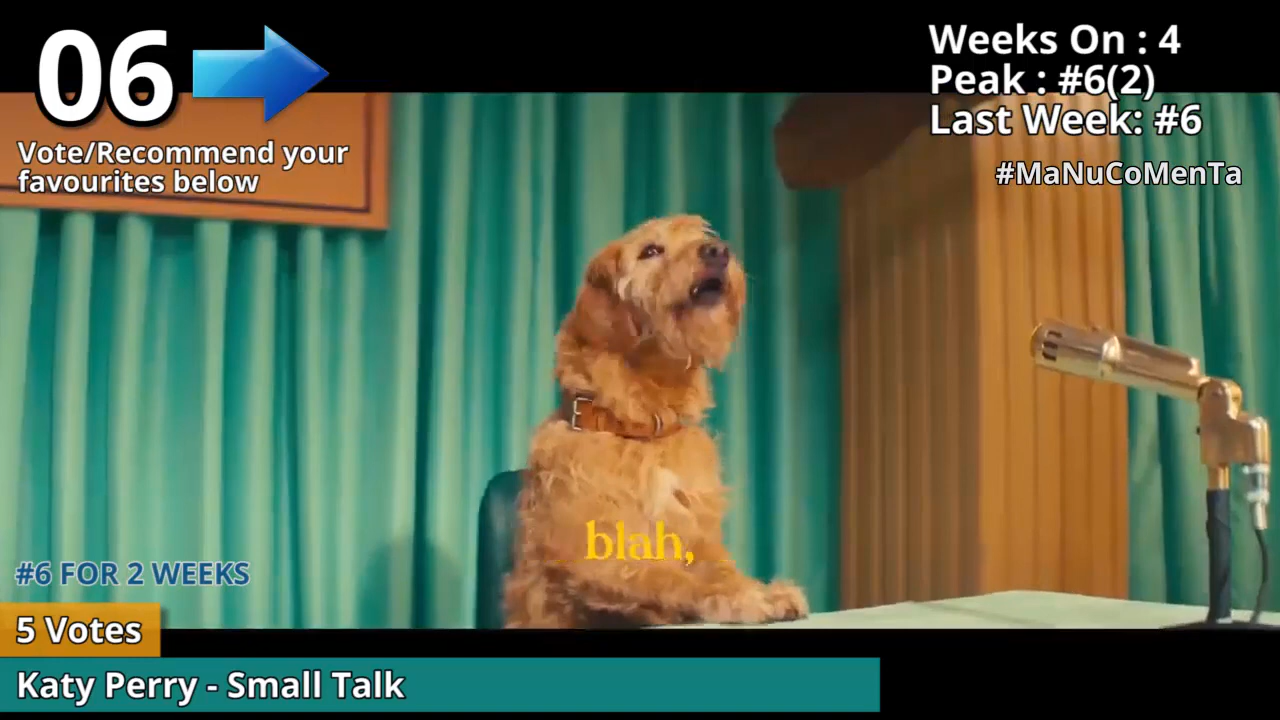 06
Weeks On : 4
Peak : #6(2)
Last Week: #6
Vote/Recommend your
favourites below
#MaNuCoMenTa
blah,
#6 FOR 2 WEEKS
5 Votes
Katy Perry - Small Talk